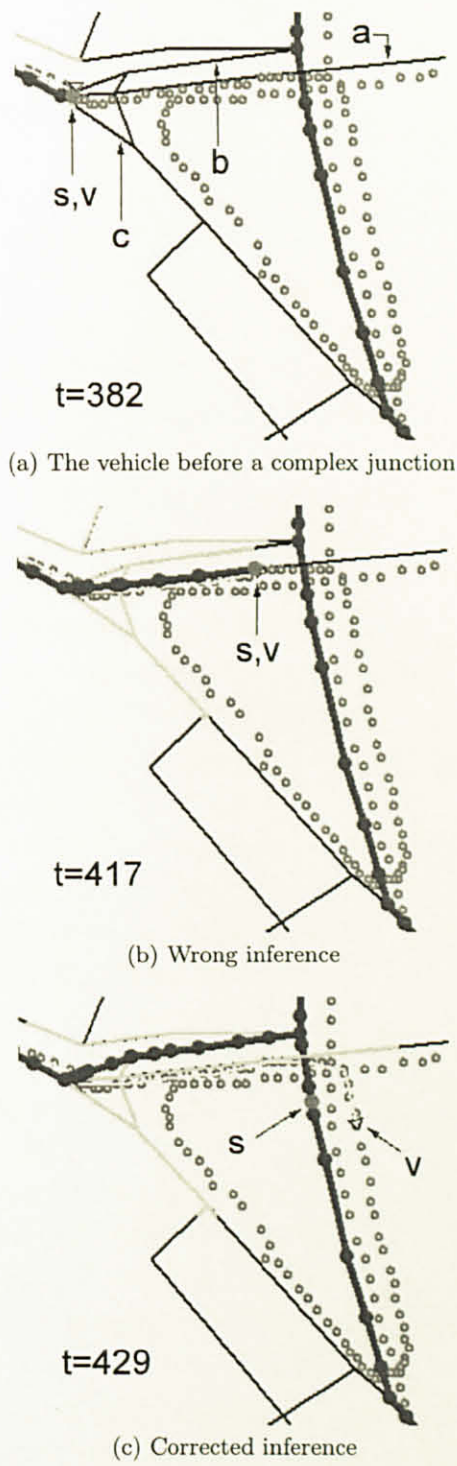 a
b
s,v
c
t=382
(a) The vehicle before a complex junction
s,v
t=417
(b) Wrong inference
s
v
t=429
(c) Corrected inference